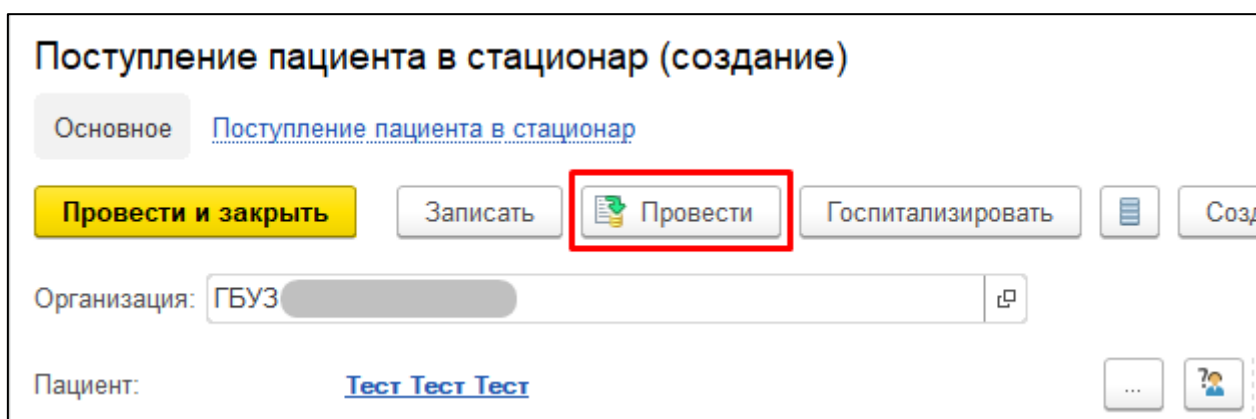 Поступление пациента в стационар (создание)
Основное Поступление пациента в стационар
Провести и закрыть Записать Провести Госпитализировать
Организация: ГБУЗ
Пациент: Тест Тест Тест ...